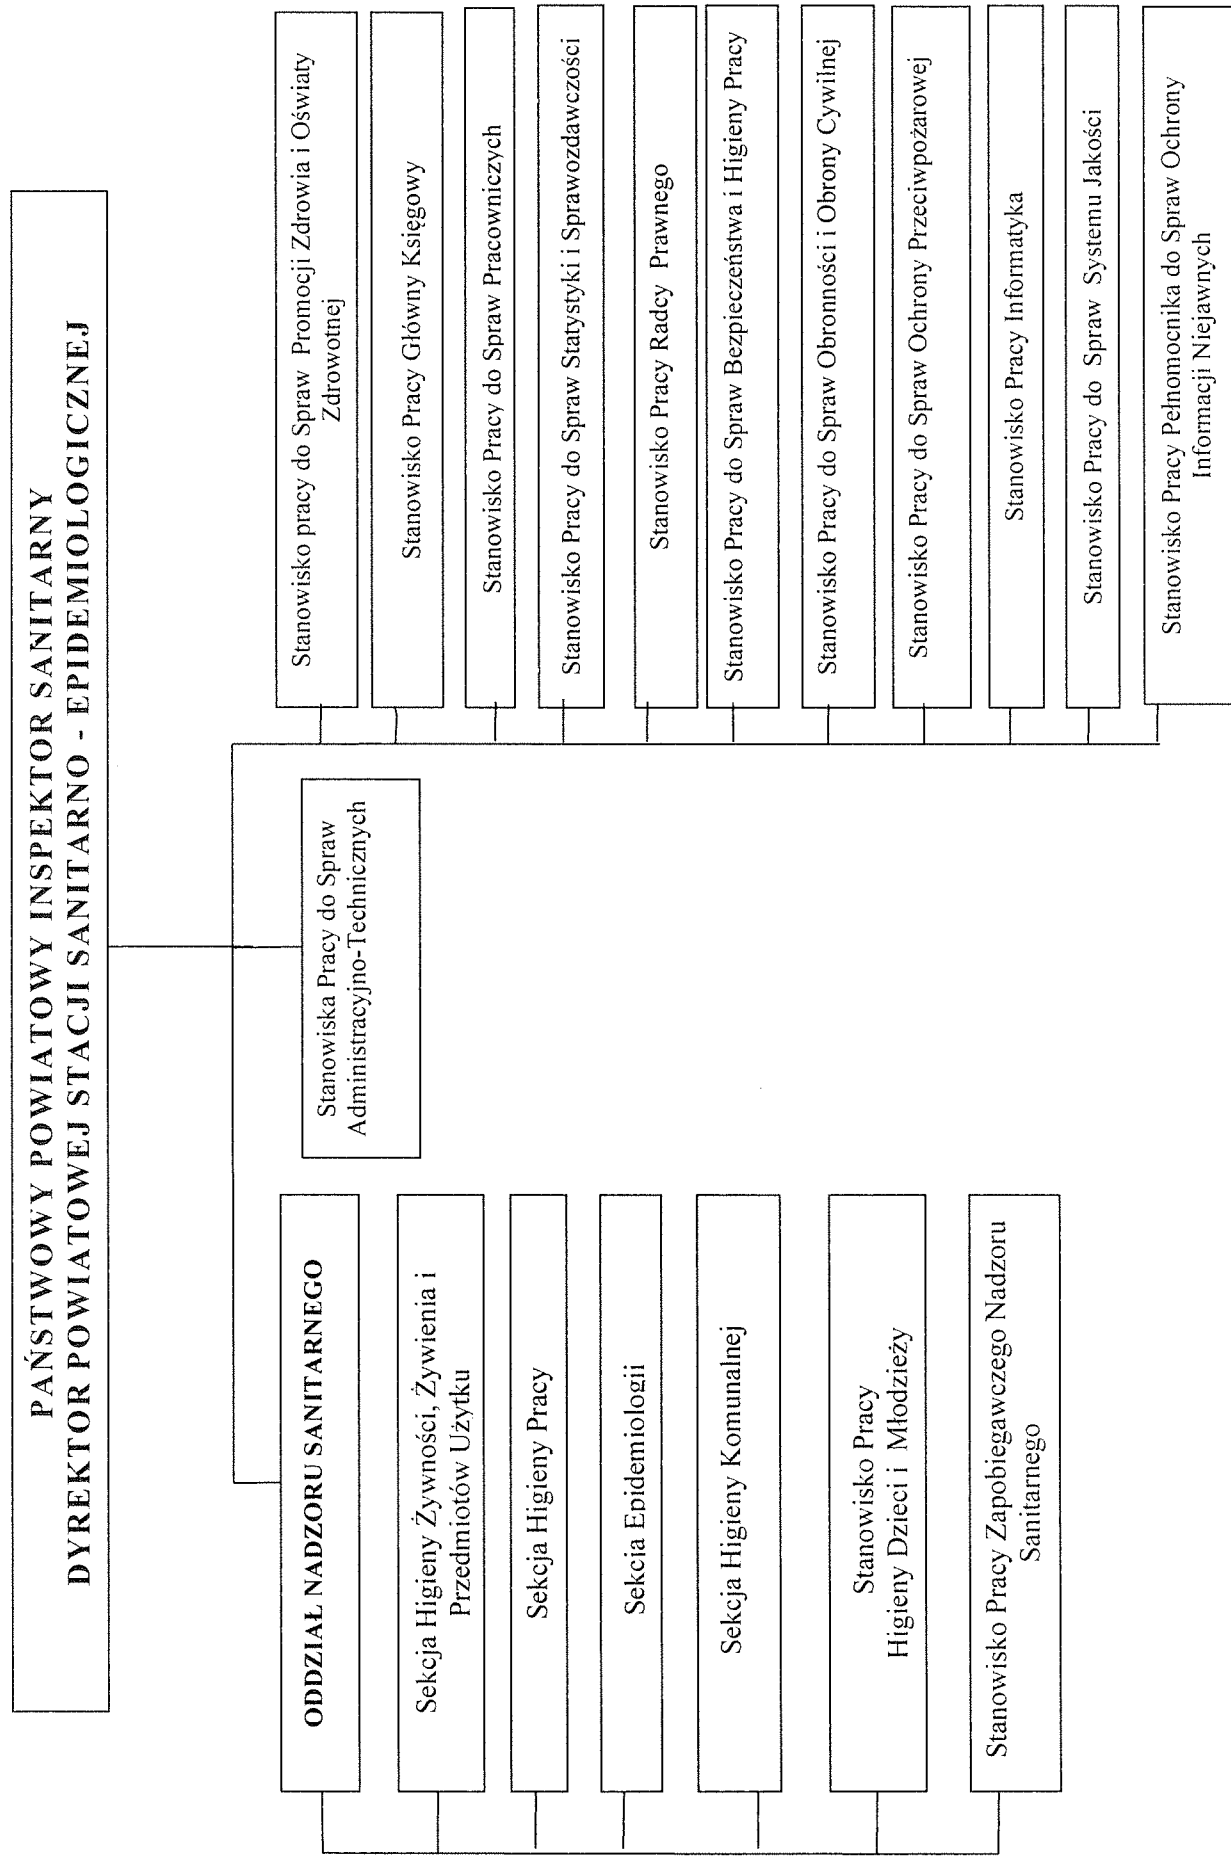 PAŃSTWOWY POWIATOWY INSPEKTOR SANITARNY
DYREKTOR POWIATOWEJ STACJI SANITARNO - EPIDEMIOLOGICZNEJ
ODDZIAŁ NADZORU SANITARNEGO
Sekcja Higieny Żywności, Żywienia i
Przedmiotów Użytku
Sekcja Higieny Pracy
Sekcja Epidemiologii
Sekcja Higieny Komunalnej
Stanowisko Pracy
Higieny Dzieci i Młodzieży
Stanowisko Pracy Zapobiegawczego Nadzoru
Sanitarnego
Stanowiska Pracy do Spraw
Administracyjno-Technicznych
Stanowisko pracy do Spraw Promocji Zdrowia i Oświaty
Zdrowotnej
Stanowisko Pracy Główny Księgowy
Stanowisko Pracy do Spraw Pracowniczych
Stanowisko Pracy do Spraw Statystyki i Sprawozdawczości
Stanowisko Pracy Radcy Prawnego
Stanowisko Pracy do Spraw Bezpieczeństwa i Higieny Pracy
Stanowisko Pracy do Spraw Obronności i Obrony Cywilnej
Stanowisko Pracy do Spraw Ochrony Przeciwpożarowej
Stanowisko Pracy Informatyka
Stanowisko Pracy do Spraw Systemu Jakości
Stanowisko Pracy Pełnomocnika do Spraw Ochrony
Informacji Niejawnych